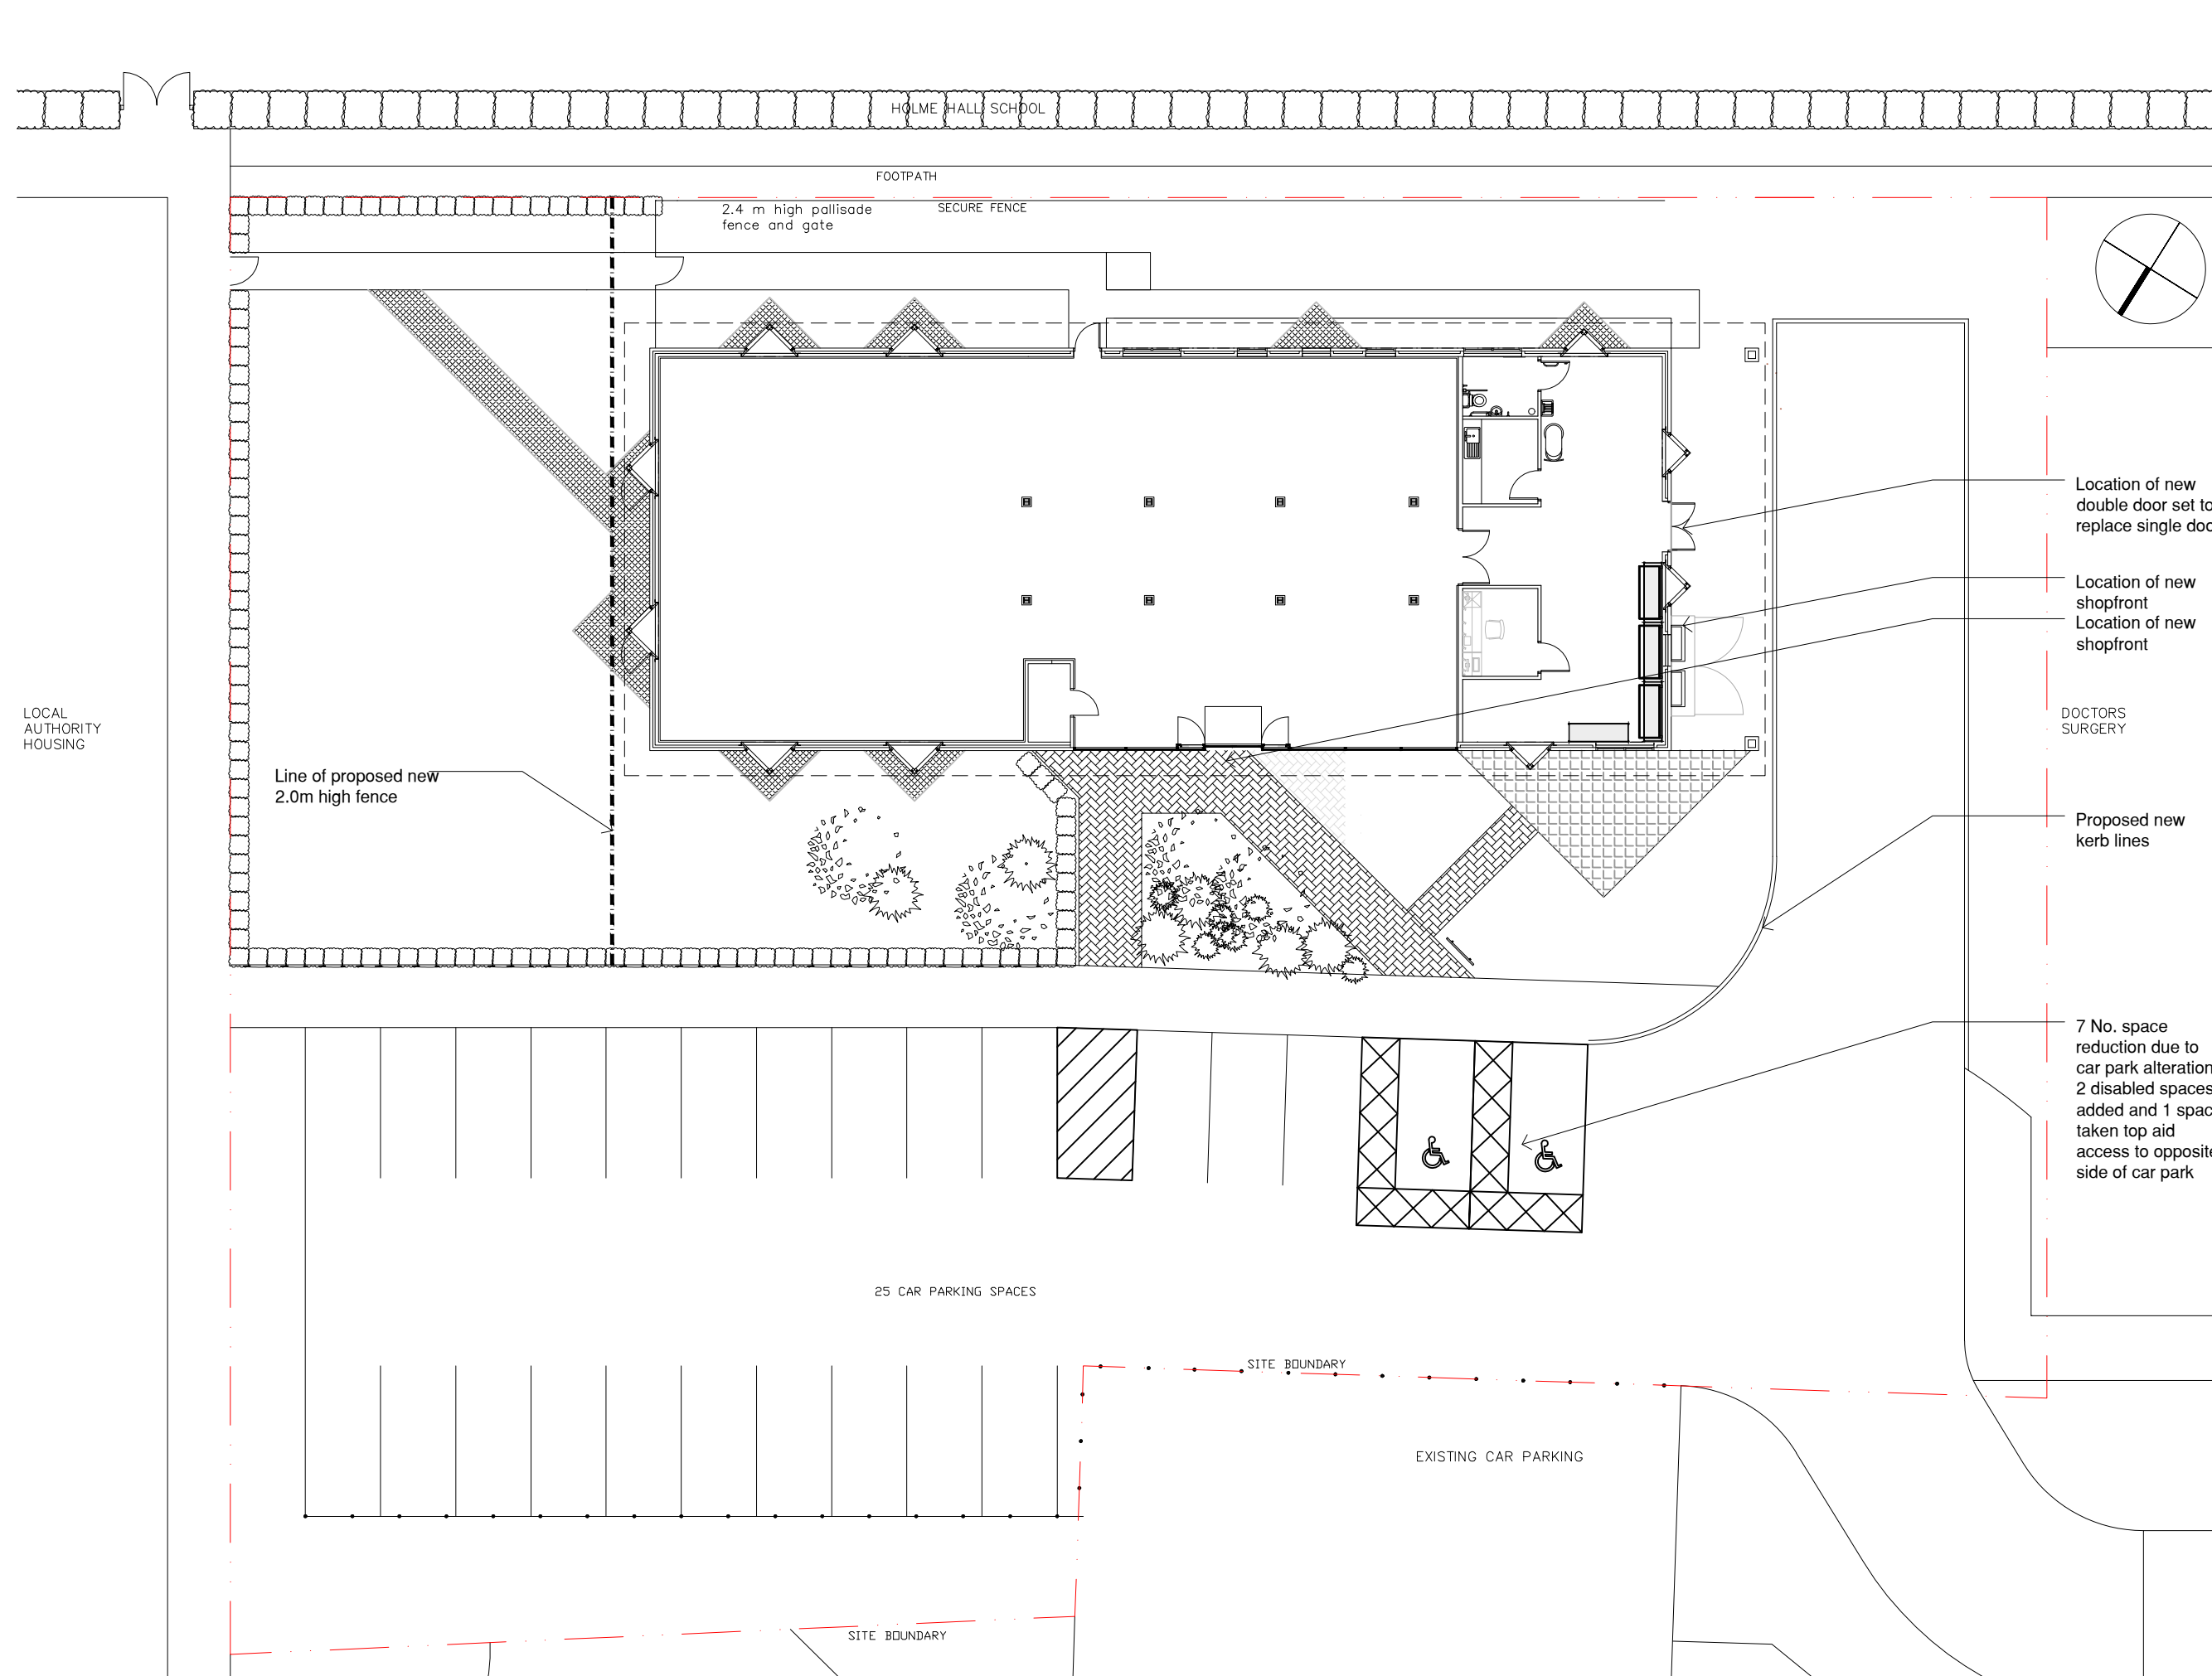 HOLME HALL SCHOOL
FOOTPATH
2.4 m high pallisade
fence and gate
SECURE FENCE
Location of new
double door set to
replace single
Location of new
shopfront
Location of new
shopfront
LOCAL
AUTHORITY
HOUSING
DOCTORS
SURGERY
Line of proposed new
2.0m high fence
Proposed new
kerb lines
7 No. space
reduction due to
car park alteration
2 disabled spaces
added and 1
taken top aid
access to
side of car park
25 CAR PARKING SPACES
SITE BOUNDARY
EXISTING CAR PARKING
SITE BOUNDARY